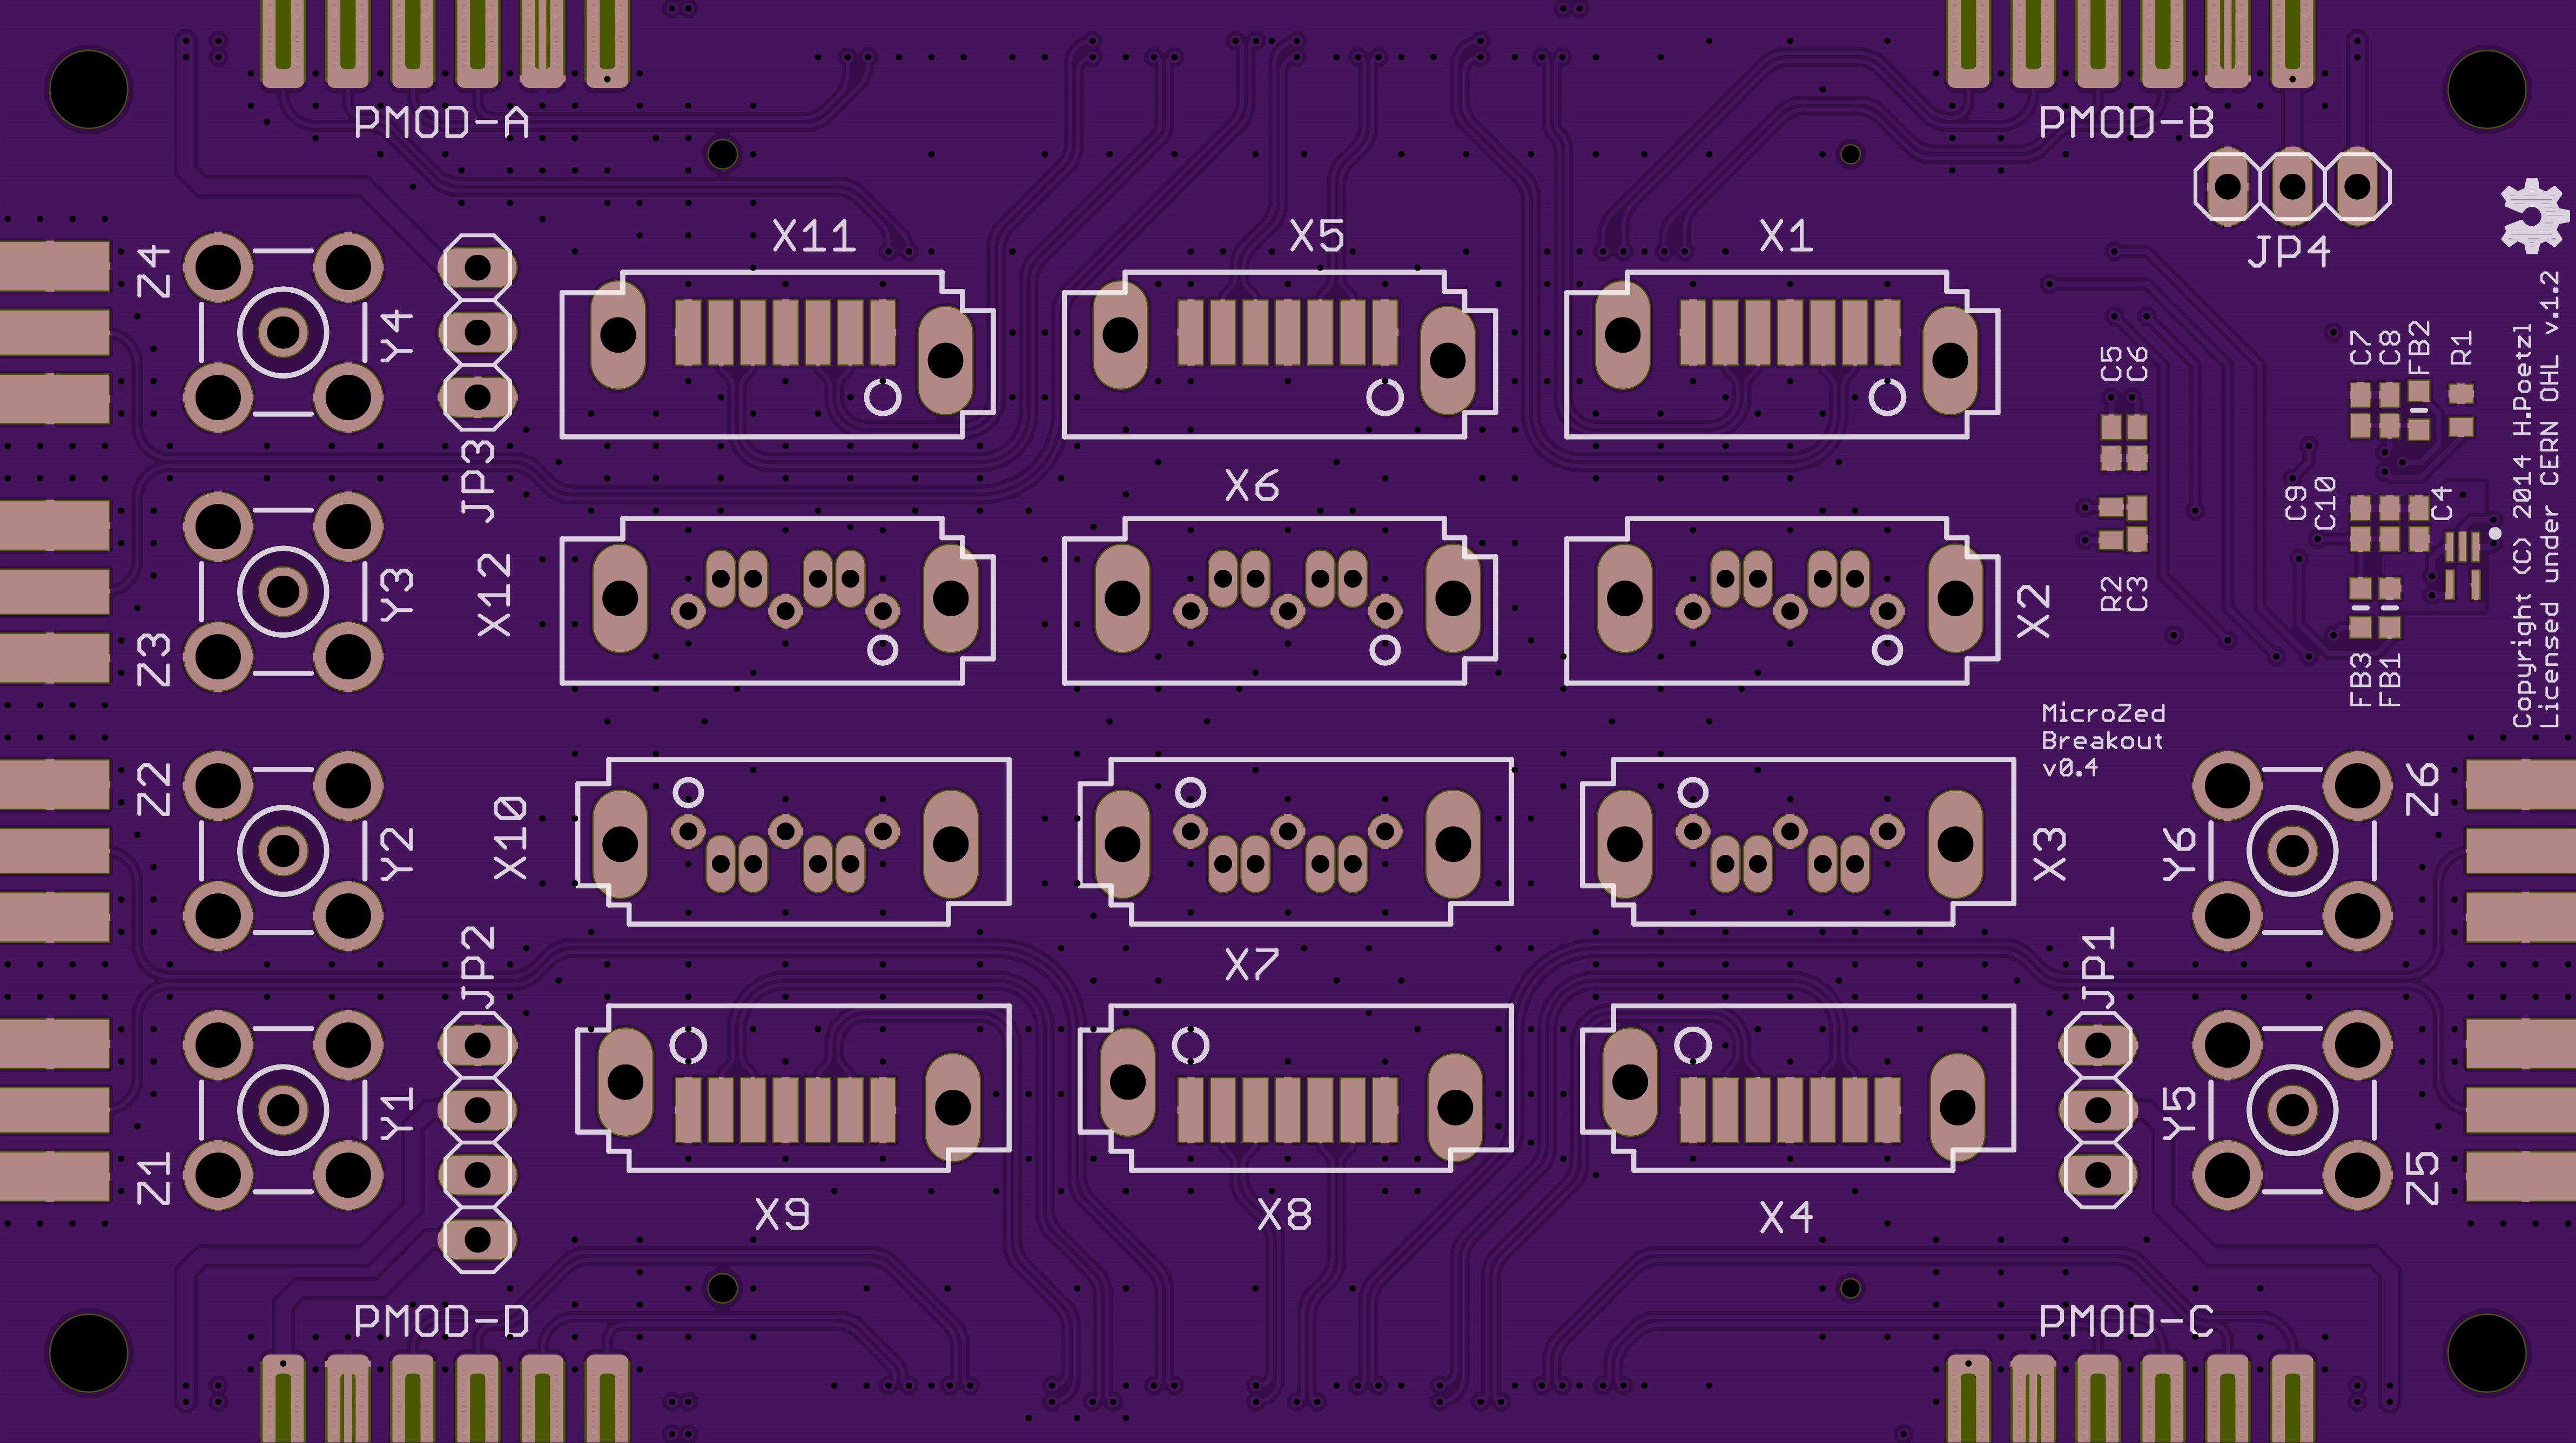 PMOD-A
PMOD-B
JP4
X11
X5
X1
Z4
Y4
JP3
C5
C6
C7
C8
FB2
R1
X6
C9
C10
C4
X12
X2
Z3
Y3
R2
C3
FB3
FB1
Copyright (C) 2014 H.Poetzl
Licensed under CERN OHL v.1.2
MicroZed
Breakout
v0.4
Z2
Y2
X10
X3
Y6
Z6
JP2
X7
JP1
Z1
Y1
Y5
Z5
X9
X8
X4
PMOD-D
PMOD-C